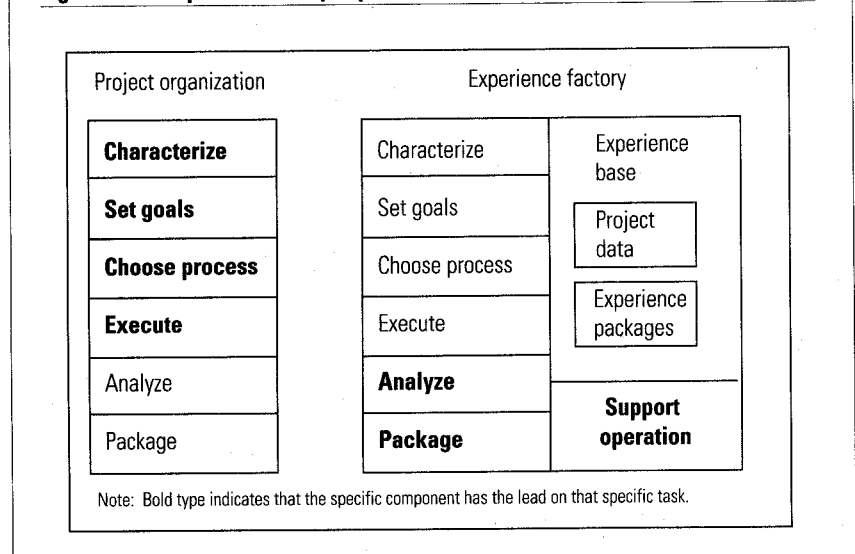 Project organization
Experience factory
Characterize
Set goals
Choose process
Execute
Analyze
Package
Characterize
Set goals
Choose process
Execute
Analyze
Package
Experience
base
Project
data
Experience
packages
Support
operation
Note: Bold type indicates that the specific component has the lead on that specific task.